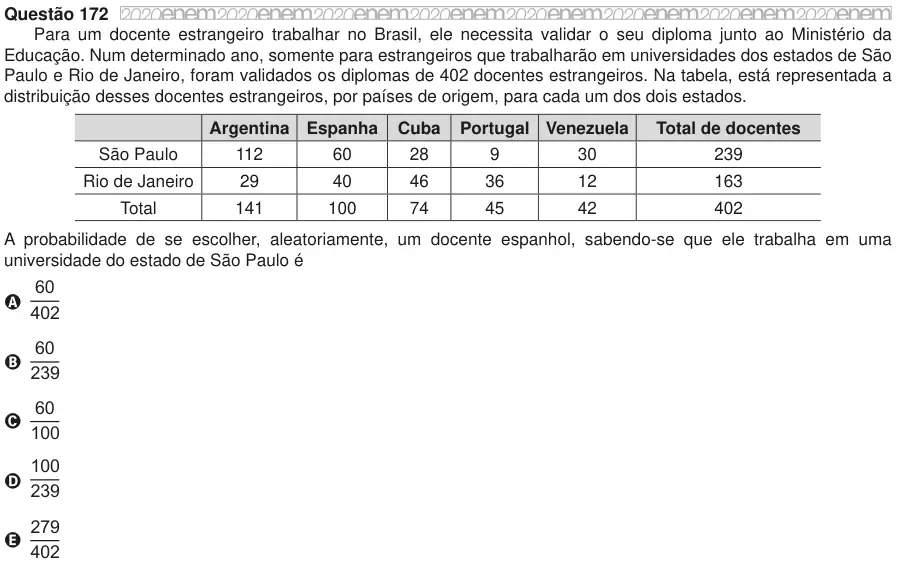 Questão 172 2020enem2020enem2020enem2020enem2020enem2020enem2020enem2020enem
Para um docente estrangeiro trabalhar no Brasil, ele necessita validar o seu diploma junto ao Ministério da
Educação. Num determinado ano, somente para estrangeiros que trabalharão em universidades dos estados de São
Paulo e Rio de Janeiro, foram validados os diplomas de 402 docentes estrangeiros. Na tabela, está representada a
distribuição desses docentes estrangeiros, por países de origem, para cada um dos dois estados.
Argentina Espanha Cuba Portugal Venezuela Total de docentes
São Paulo 112 60 28 9 30 239
Rio de Janeiro 29 40 46 36 12 163
Total 141 100 74 45 42 402
A probabilidade de se escolher, aleatoriamente, um docente espanhol, sabendo-se que ele trabalha em uma
universidade do estado de São Paulo é
A 60
402
B 60
239
C 60
100
D 100
239
E 279
402